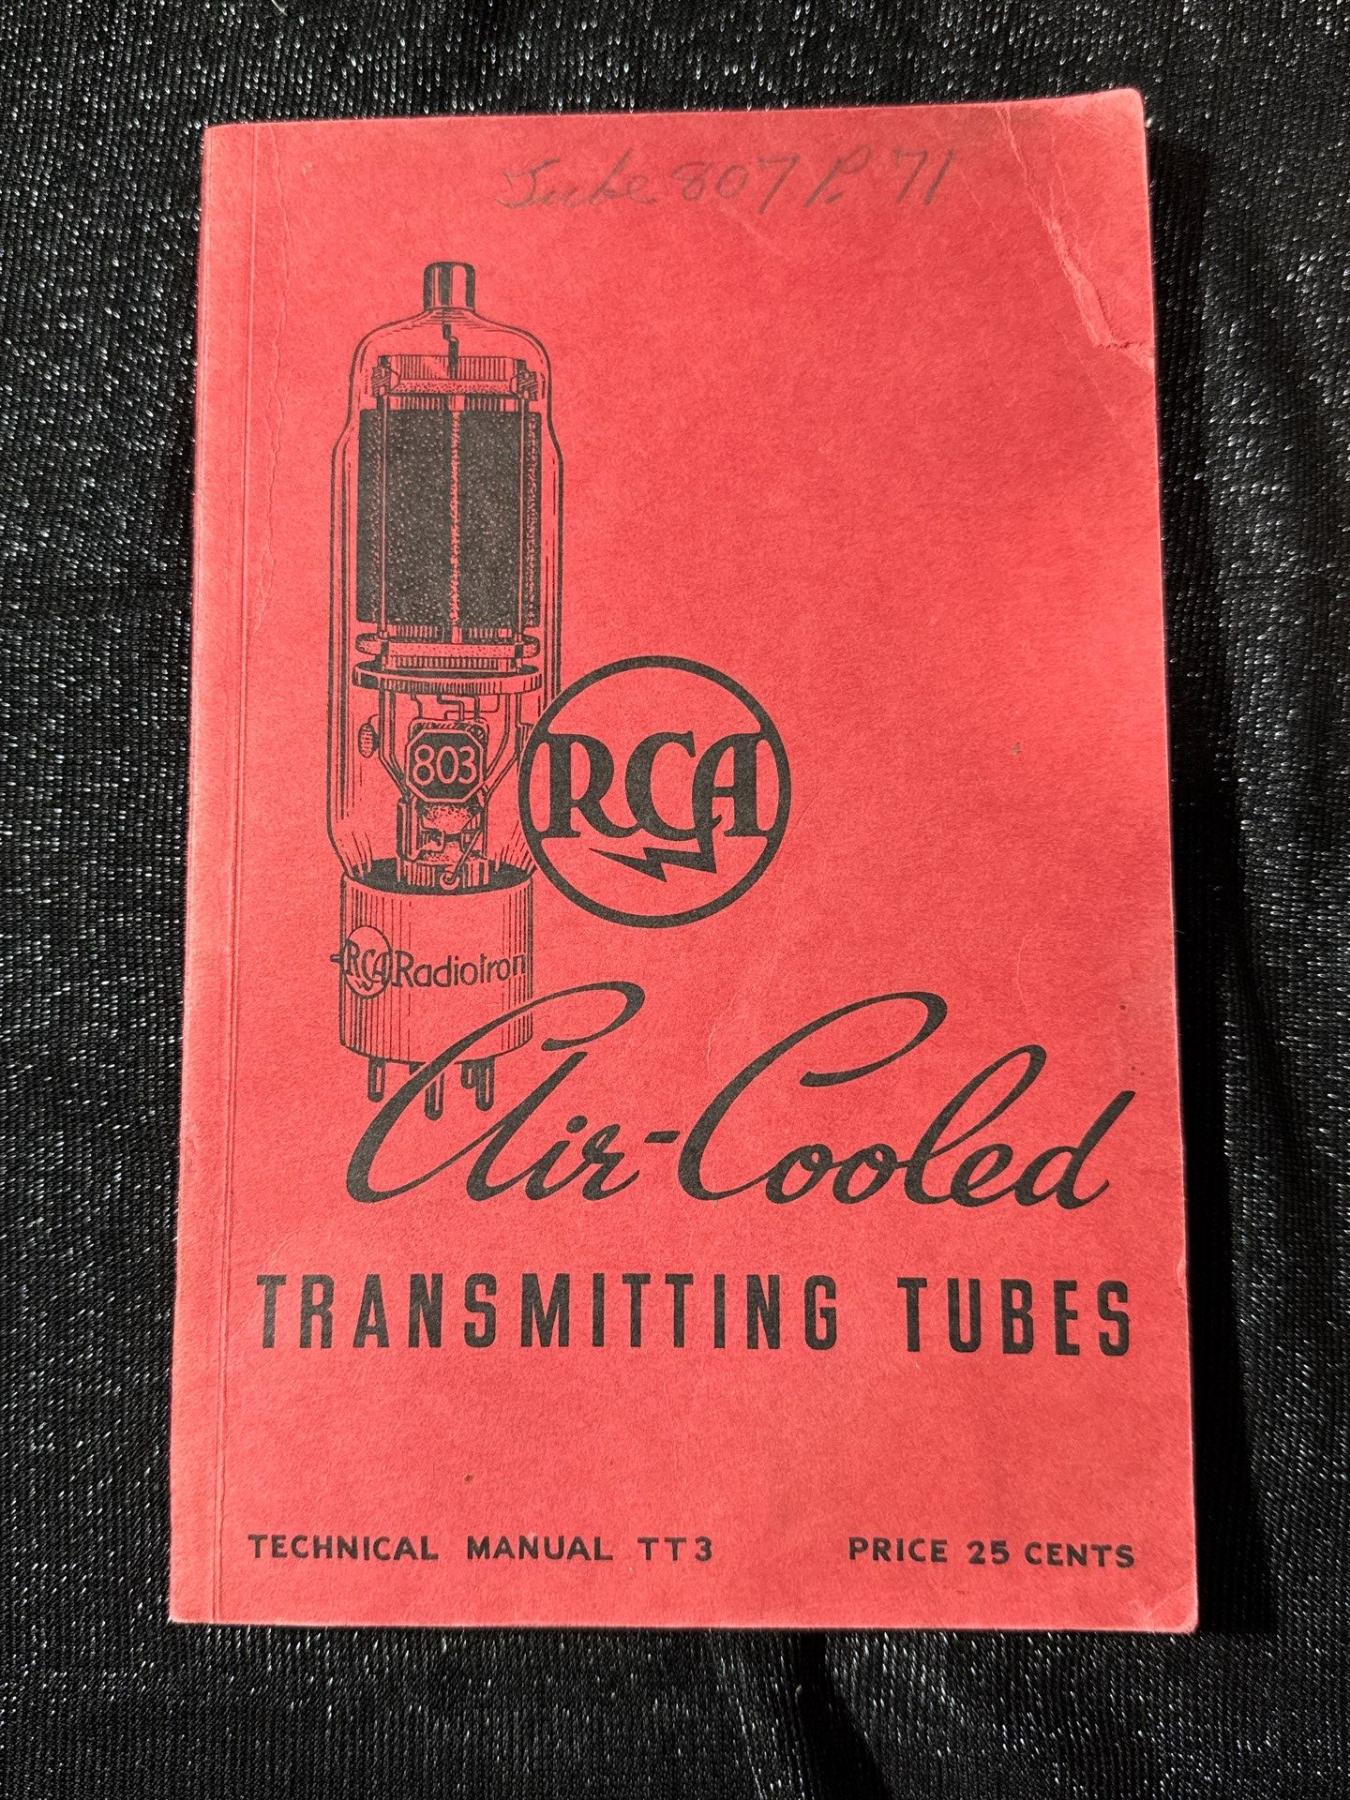 Tube 807 P. 71
803
RCA
RCA Radiotron
Air-Cooled
TRANSMITTING TUBES
TECHNICAL MANUAL TT3 PRICE 25 CENTS